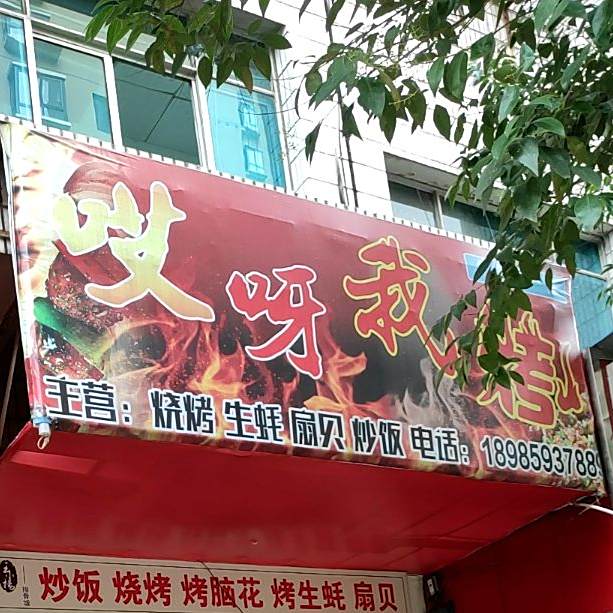 哎呀我烤
主营：烧烤 生蚝 扇贝 炒饭 电话：18985937889
炒饭 烧烤 烤脑花 烤生蚝 扇贝